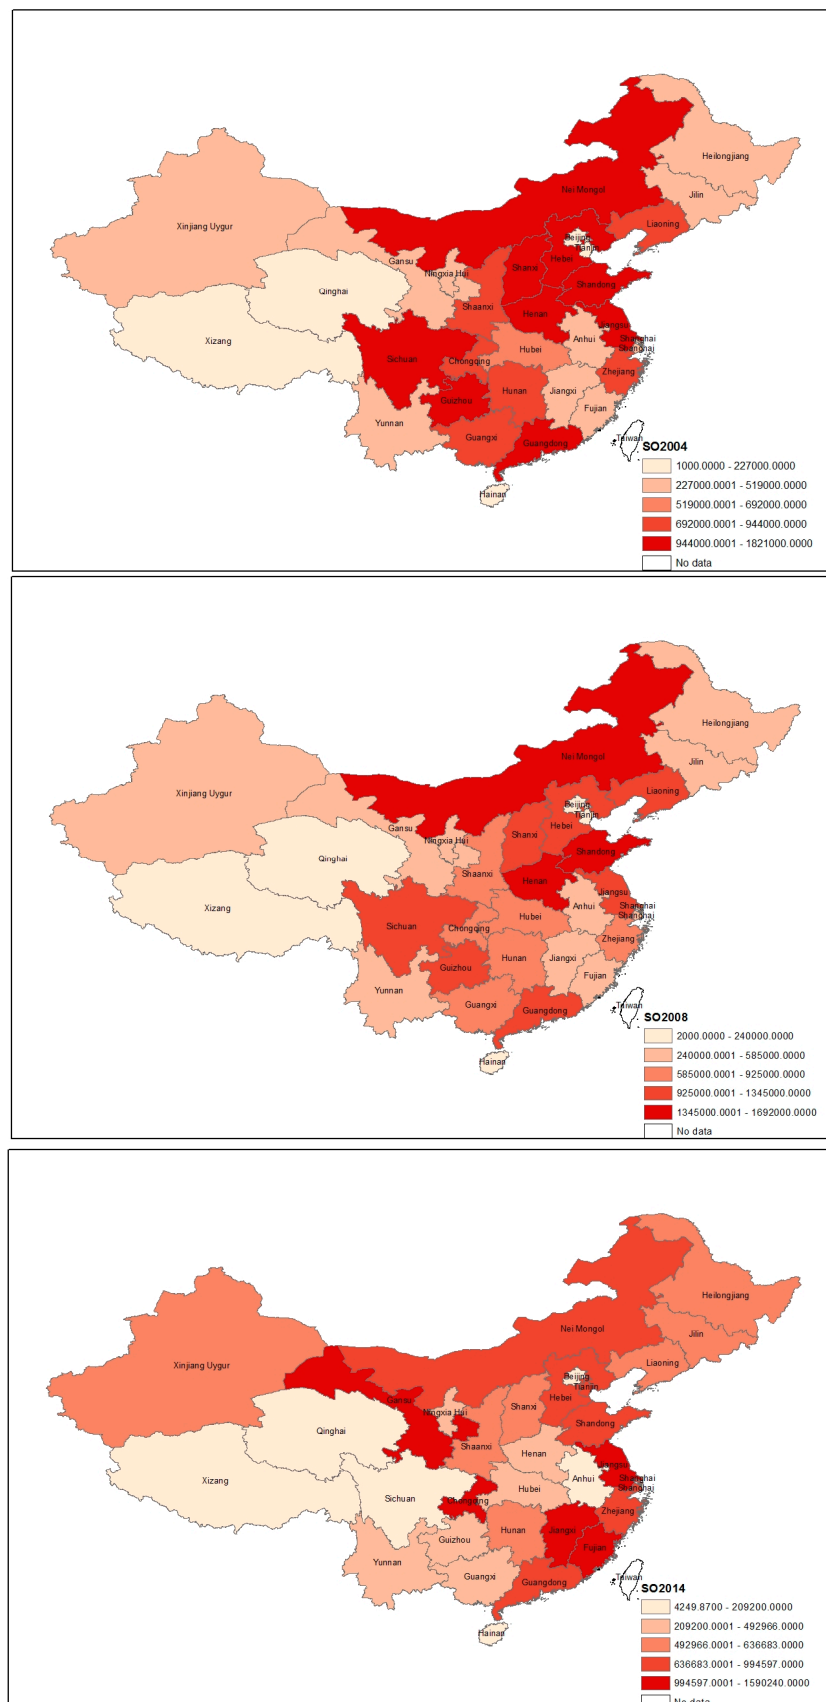 Heilongjiang
Nei Mongol
Jilin
Xinjiang Uygur
Liaoning
Beijing
Tianjin
Gansu
Hebei
Shanxi
Ningxia Hui
Qinghai
Shandong
Shaanxi
Henan
Jiangsu
Xizang
Anhui
Shanghai
Shanghai
Hubei
Sichuan
Chongqing
Zhejiang
Hunan
Jiangxi
Guizhou
Fujian
Yunnan
Guangxi
Guangdong
Taiwan
Hainan
SO2004
1000.0000 - 227000.0000
227000.0001 - 519000.0000
519000.0001 - 692000.0000
692000.0001 - 944000.0000
944000.0001 - 1821000.0000
No data
Heilongjiang
Nei Mongol
Jilin
Xinjiang Uygur
Liaoning
Beijing
Tianjin
Gansu
Hebei
Shanxi
Ningxia Hui
Qinghai
Shandong
Shaanxi
Henan
Jiangsu
Xizang
Anhui
Shanghai
Shanghai
Hubei
Sichuan
Chongqing
Zhejiang
Hunan
Jiangxi
Guizhou
Fujian
Yunnan
Guangxi
Guangdong
Taiwan
Hainan
SO2008
2000.0000 - 240000.0000
240000.0001 - 585000.0000
585000.0001 - 925000.0000
925000.0001 - 1345000.0000
1345000.0001 - 1692000.0000
No data
Heilongjiang
Nei Mongol
Jilin
Xinjiang Uygur
Liaoning
Beijing
Tianjin
Gansu
Hebei
Shanxi
Ningxia Hui
Qinghai
Shandong
Shaanxi
Henan
Jiangsu
Xizang
Anhui
Shanghai
Shanghai
Hubei
Sichuan
Chongqing
Zhejiang
Hunan
Jiangxi
Guizhou
Fujian
Yunnan
Guangxi
Guangdong
Taiwan
Hainan
SO2014
4249.8700 - 209200.0000
209200.0001 - 492966.0000
492966.0001 - 636683.0000
636683.0001 - 994597.0000
994597.0001 - 1590240.0000
No data